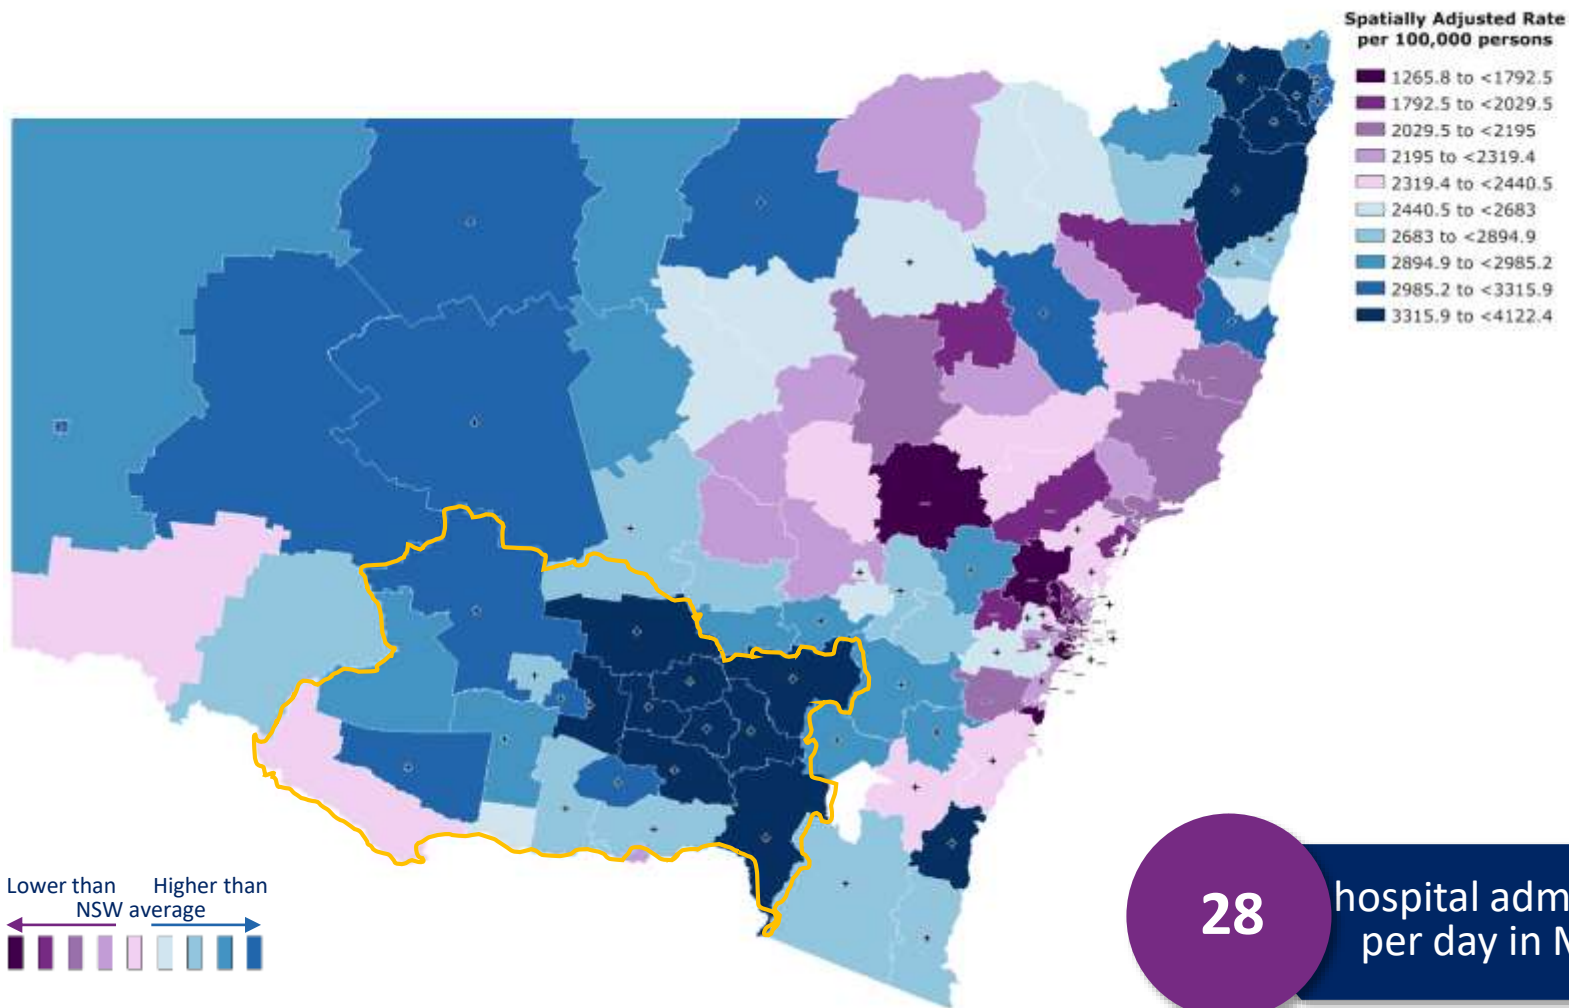 Spatially Adjusted Rate
per 100,000 persons
1265.8 to <1792.5
1792.5 to <2029.5
2029.5 to <2195
2195 to <2319.4
2319.4 to <2440.5
2440.5 to <2683
2683 to <2894.9
2894.9 to <2985.2
2985.2 to <3315.9
3315.9 to <4122.4
Lower than Higher than
NSW average
28
hospital adm
per day in M